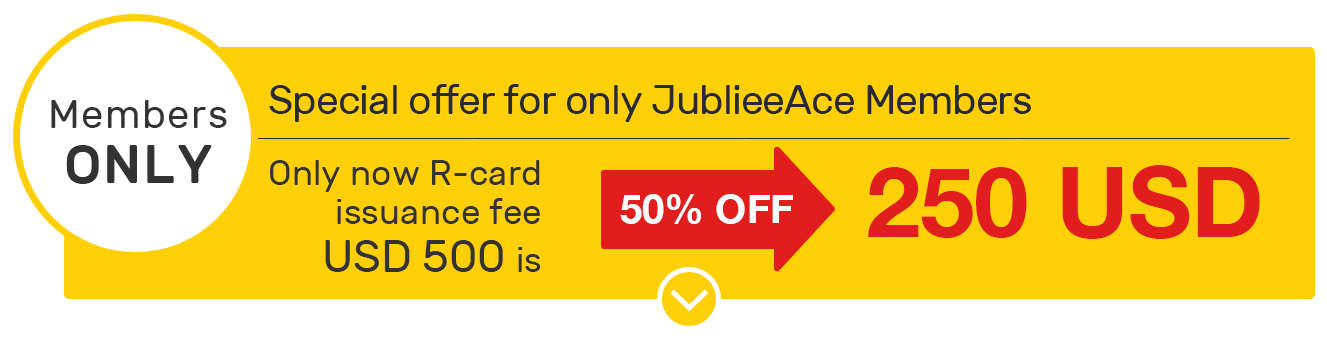 Members
ONLY
Special offer for only JublieeAce Members
Only now R-card
issuance fee
USD 500 is
50% OFF
250 USD